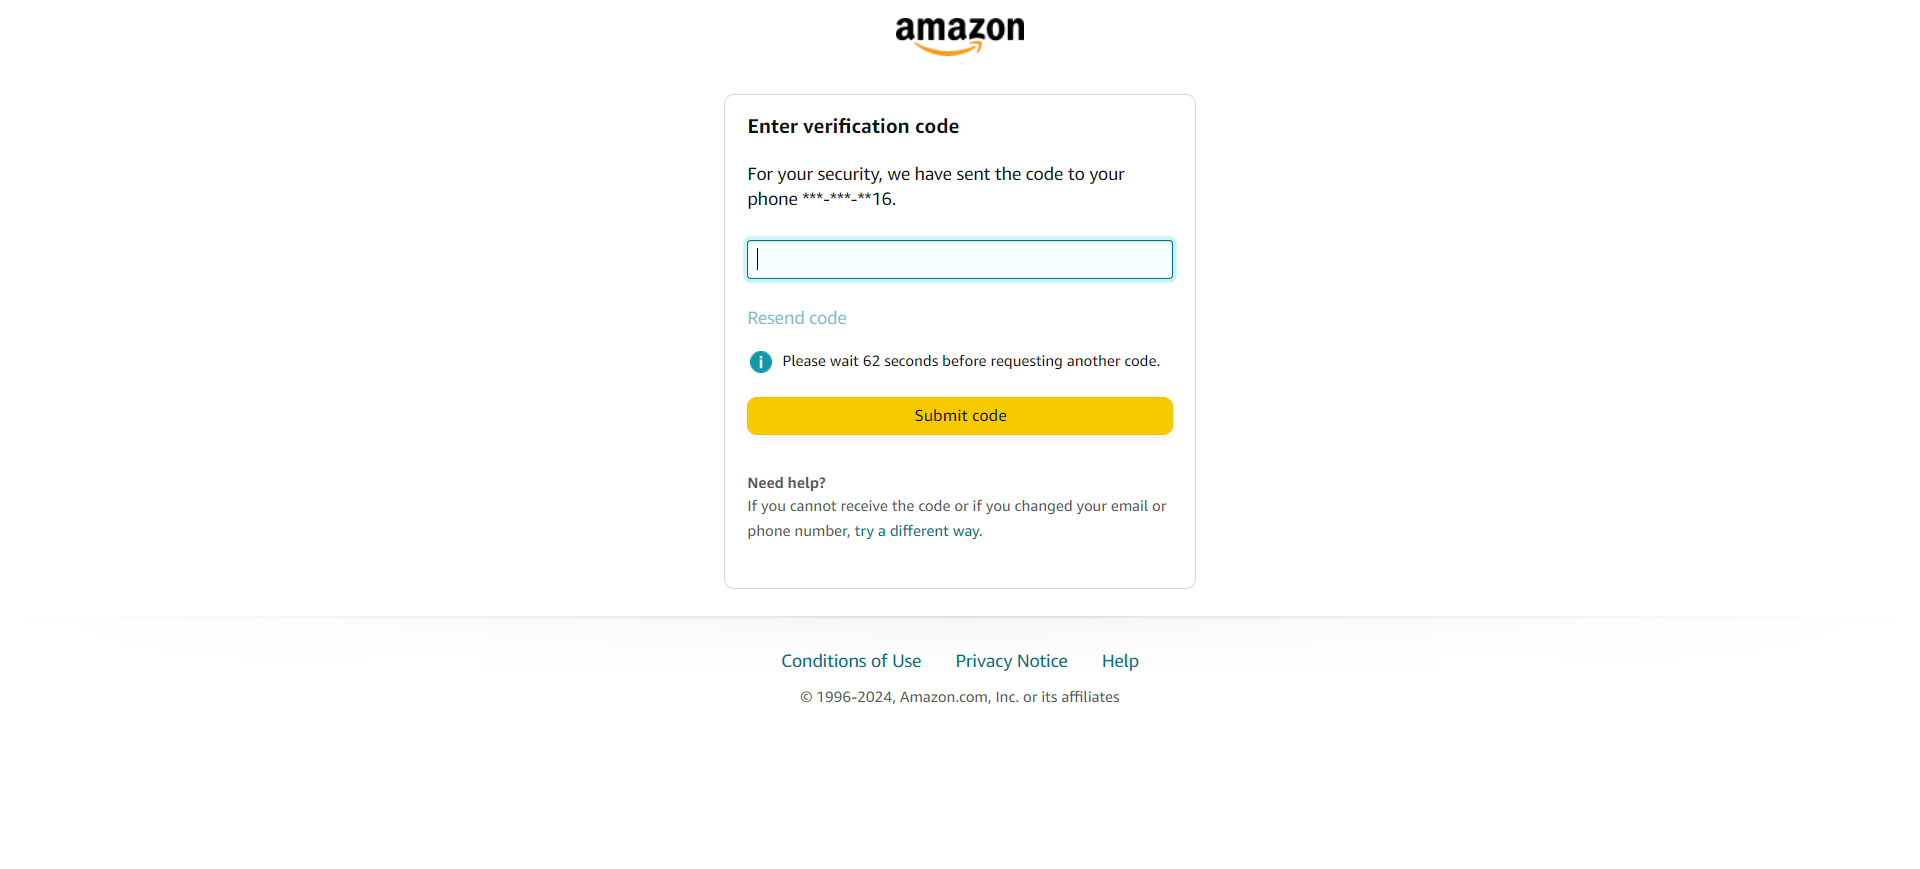 amazon
Enter verification code
For your security, we have sent the code to your
phone ***-***-**16.
Resend code
i Please wait 62 seconds before requesting another code.
Submit code
Need help?
If you cannot receive the code or if you changed your email or
phone number, try a different way.
Conditions of Use Privacy Notice Help
© 1996-2024, Amazon.com, Inc. or its affiliates